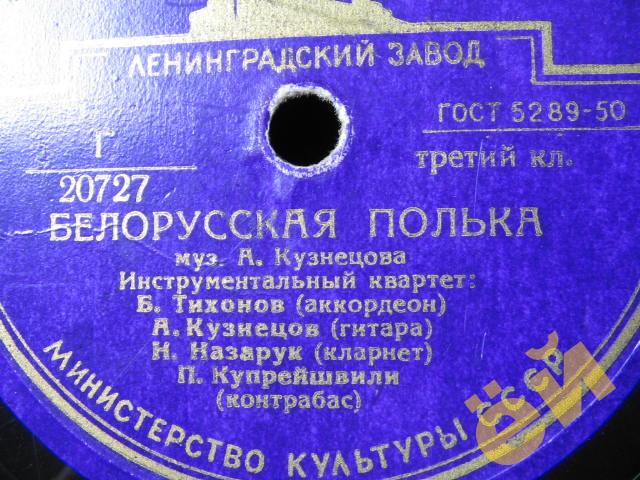 ЛЕНИНГРАДСКИЙ ЗАВОД
ГОСТ 5289-50
Г
20727
третий кл.
БЕЛОРУССКАЯ ПОЛЬКА
муз. А. Кузнецова
Инструментальный квартет:
Б. Тихонов (аккордеон)
А. Кузнецов (гитара)
Н. Назарук (кларнет)
П. Купрейшвили
(контрабас)
МИНИСТЕРСТВО КУЛЬТУРЫ СССР
ой